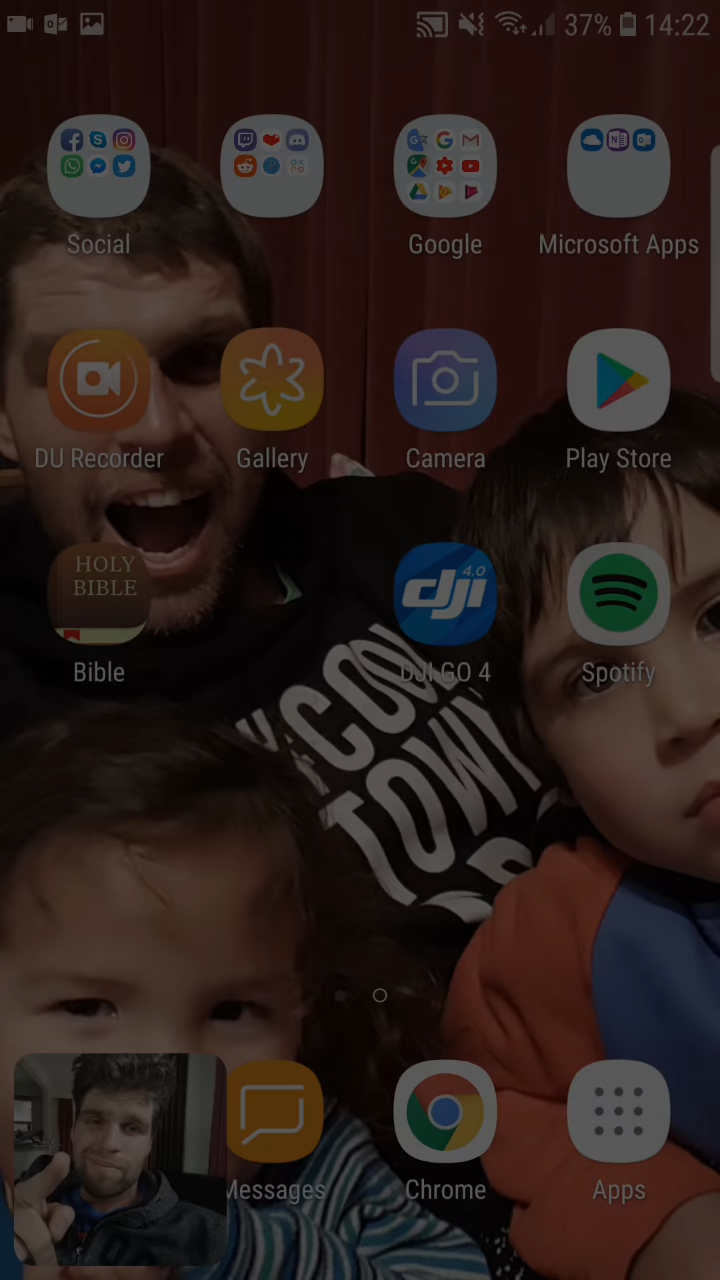 37% 14:22
Social Google Microsoft Apps
DU Recorder Gallery Camera Play Store
HOLY
BIBLE
4.0
dji
Bible DJI GO 4 Spotify
COOL
TOWN
Messages Chrome Apps